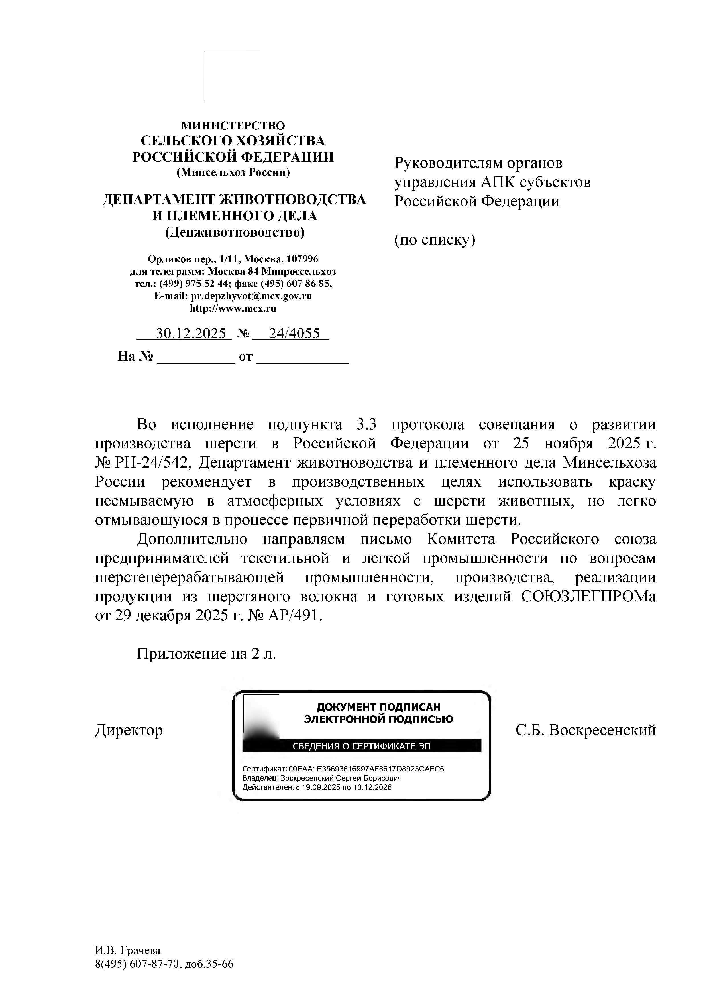 МИНИСТЕРСТВО
СЕЛЬСКОГО ХОЗЯЙСТВА
РОССИЙСКОЙ ФЕДЕРАЦИИ
(Минсельхоз России)
ДЕПАРТАМЕНТ ЖИВОТНОВОДСТВА
И ПЛЕМЕННОГО ДЕЛА
(Депживотноводство)
Орликов пер., 1/11, Москва, 107996
для телеграмм: Москва 84 Минроссельхоз
тел.: (499) 975 52 44; факс (495) 607 86 85,
E-mail: pr.depzhyvot@mcx.gov.ru
http://www.mcx.ru
30.12.2025 № 24/4055
На № ____________ от ______________
Руководителям органов
управления АПК субъектов
Российской Федерации
(по списку)
Во исполнение подпункта 3.3 протокола совещания о развитии
производства шерсти в Российской Федерации от 25 ноября 2025 г.
№ РН-24/542, Департамент животноводства и племенного дела Минсельхоза
России рекомендует в производственных целях использовать краску
несмываемую в атмосферных условиях с шерсти животных, но легко
отмывающуюся в процессе первичной переработки шерсти.
Дополнительно направляем письмо Комитета Российского союза
предпринимателей текстильной и легкой промышленности по вопросам
шерстеперерабатывающей промышленности, производства, реализации
продукции из шерстяного волокна и готовых изделий СОЮЗЛЕГПРОМа
от 29 декабря 2025 г. № АР/491.
Приложение на 2 л.
Директор
ДОКУМЕНТ ПОДПИСАН
ЭЛЕКТРОННОЙ ПОДПИСЬЮ
СВЕДЕНИЯ О СЕРТИФИКАТЕ ЭП
Сертификат: 00EAA1E35693616997AF8617D8923CAFC6
Владелец: Воскресенский Сергей Борисович
Действителен: с 19.09.2025 по 13.12.2026
С.Б. Воскресенский
И.В. Грачева
8(495) 607-87-70, доб.35-66